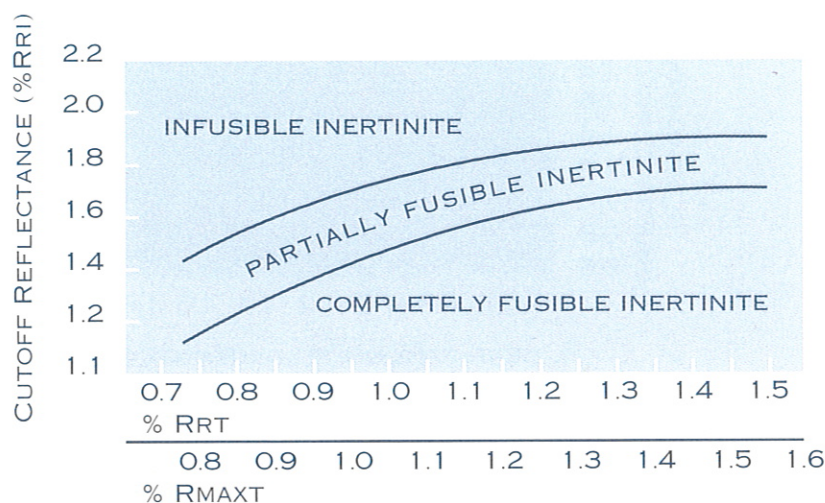 CUTOFF REFLECTANCE (%RRI)
2.2
2.0
1.8
1.6
1.4
1.2
1.1
INFUSIBLE INERTINITE
PARTIALLY FUSIBLE INERTINITE
COMPLETELY FUSIBLE INERTINITE
0.7 0.8 0.9 1.0 1.1 1.2 1.3 1.4 1.5
% RRT
0.8 0.9 1.0 1.1 1.2 1.3 1.4 1.5 1.6
% RMAXT